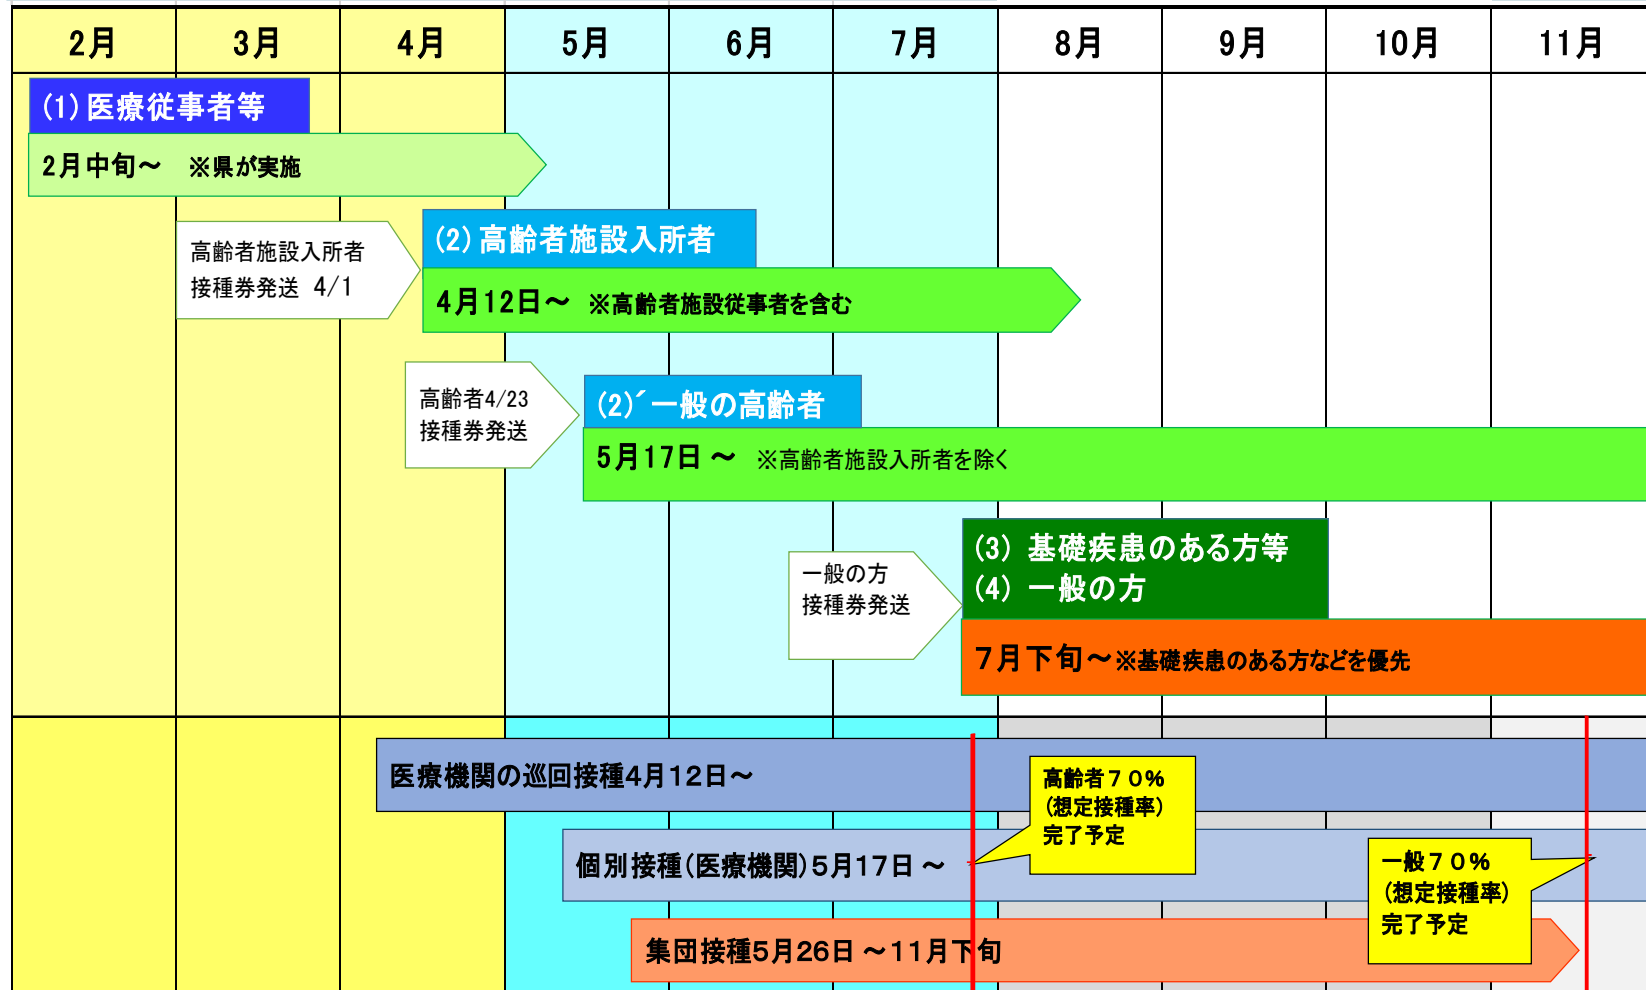 2月 3月 4月 5月 6月 7月 8月 9月 10月 11月
(1)医療従事者等
2月中旬～ ※県が実施
高齢者施設入所者
接種券発送 4/1
(2)高齢者施設入所者
4月12日～ ※高齢者施設従事者を含む
高齢者4/23
接種券発送
(2)´一般の高齢者
5月17日～ ※高齢者施設入所者を除く
一般の方
接種券発送
(3) 基礎疾患のある方等
(4) 一般の方
7月下旬～※基礎疾患のある方などを優先
医療機関の巡回接種4月12日～
高齢者70%
(想定接種率)
完了予定
個別接種(医療機関)5月17日～
一般70%
(想定接種率)
完了予定
集団接種5月26日～11月下旬